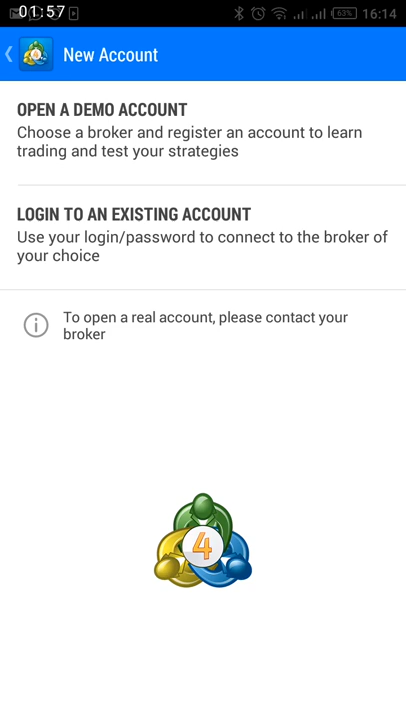 01:57
63%
16:14
New Account
OPEN A DEMO ACCOUNT
Choose a broker and register an account to learn
trading and test your strategies
LOGIN TO AN EXISTING ACCOUNT
Use your login/password to connect to the broker of
your choice
To open a real account, please contact your
broker
4